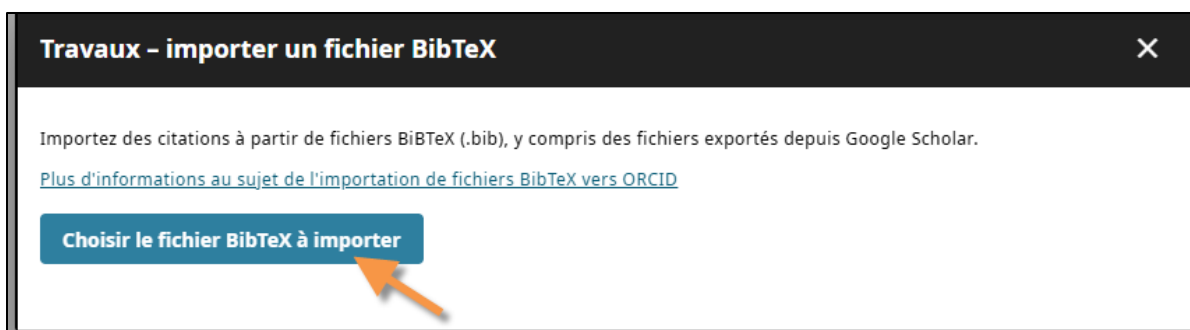 Travaux – importer un fichier BibTeX
Importez des citations à partir de fichiers BiBTeX (.bib), y compris des fichiers exportés depuis Google Scholar.
Plus d'informations au sujet de l'importation de fichiers BibTeX vers ORCID
Choisir le fichier BibTeX à importer